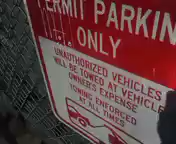 PERMIT PARKING
ONLY
UNAUTHORIZED VEHICLES
WILL BE TOWED AT VEHICLE
OWNER'S EXPENSE
TOWING ENFORCED
AT ALL TIMES